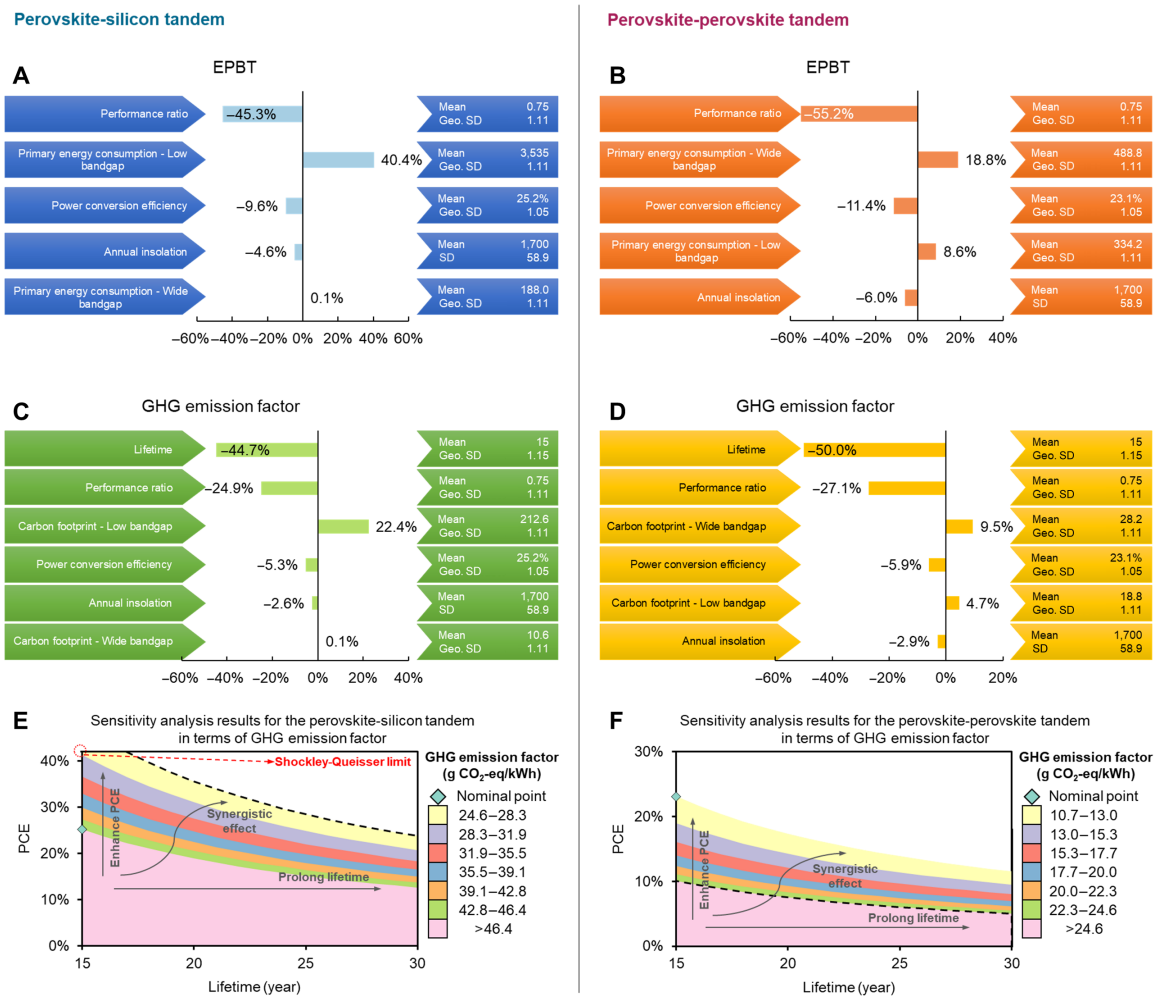 Perovskite-silicon tandem
Perovskite-perovskite tandem
A
EPBT
Performance ratio
–45.3%
Mean 0.75
Geo. SD 1.11
Primary energy consumption - Low
bandgap
40.4%
Mean 3,535
Geo. SD 1.11
Power conversion efficiency
–9.6%
Mean 25.2%
Geo. SD 1.05
Annual insolation
–4.6%
Mean 1,700
SD 58.9
Primary energy consumption - Wide
bandgap
0.1%
Mean 188.0
Geo. SD 1.11
–60% –40% –20% 0% 20% 40% 60%
B
EPBT
Performance ratio
–55.2%
Mean 0.75
Geo. SD 1.11
Primary energy consumption - Wide
bandgap
18.8%
Mean 488.8
Geo. SD 1.11
Power conversion efficiency
–11.4%
Mean 23.1%
Geo. SD 1.05
Primary energy consumption - Low
bandgap
8.6%
Mean 334.2
Geo. SD 1.11
Annual insolation
–6.0%
Mean 1,700
SD 58.9
–60% –40% –20% 0% 20% 40%
C
GHG emission factor
Lifetime
–44.7%
Mean 15
Geo. SD 1.15
Performance ratio
–24.9%
Mean 0.75
Geo. SD 1.11
Carbon footprint - Low bandgap
22.4%
Mean 212.6
Geo. SD 1.11
Power conversion efficiency
–5.3%
Mean 25.2%
Geo. SD 1.05
Annual insolation
–2.6%
Mean 1,700
SD 58.9
Carbon footprint - Wide bandgap
0.1%
Mean 10.6
Geo. SD 1.11
–60% –40% –20% 0% 20% 40%
D
GHG emission factor
Lifetime
–50.0%
Mean 15
Geo. SD 1.15
Performance ratio
–27.1%
Mean 0.75
Geo. SD 1.11
Carbon footprint - Wide bandgap
9.5%
Mean 28.2
Geo. SD 1.11
Power conversion efficiency
–5.9%
Mean 23.1%
Geo. SD 1.05
Carbon footprint - Low bandgap
4.7%
Mean 18.8
Geo. SD 1.11
Annual insolation
–2.9%
Mean 1,700
SD 58.9
–60% –40% –20% 0% 20%
E
Sensitivity analysis results for the perovskite-silicon tandem
in terms of GHG emission factor
40%
30%
20%
10%
0%
PCE
Shockley-Queisser limit
Enhance PCE
Synergistic
effect
Prolong lifetime
15 20 25 30
Lifetime (year)
GHG emission factor
(g CO₂-eq/kWh)
Nominal point
24.6–28.3
28.3–31.9
31.9–35.5
35.5–39.1
39.1–42.8
42.8–46.4
>46.4
F
Sensitivity analysis results for the perovskite-perovskite tandem
in terms of GHG emission factor
30%
20%
10%
0%
PCE
Enhance PCE
Synergistic
effect
Prolong lifetime
15 20 25 30
Lifetime (year)
GHG emission factor
(g CO₂-eq/kWh)
Nominal point
10.7–13.0
13.0–15.3
15.3–17.7
17.7–20.0
20.0–22.3
22.3–24.6
>24.6